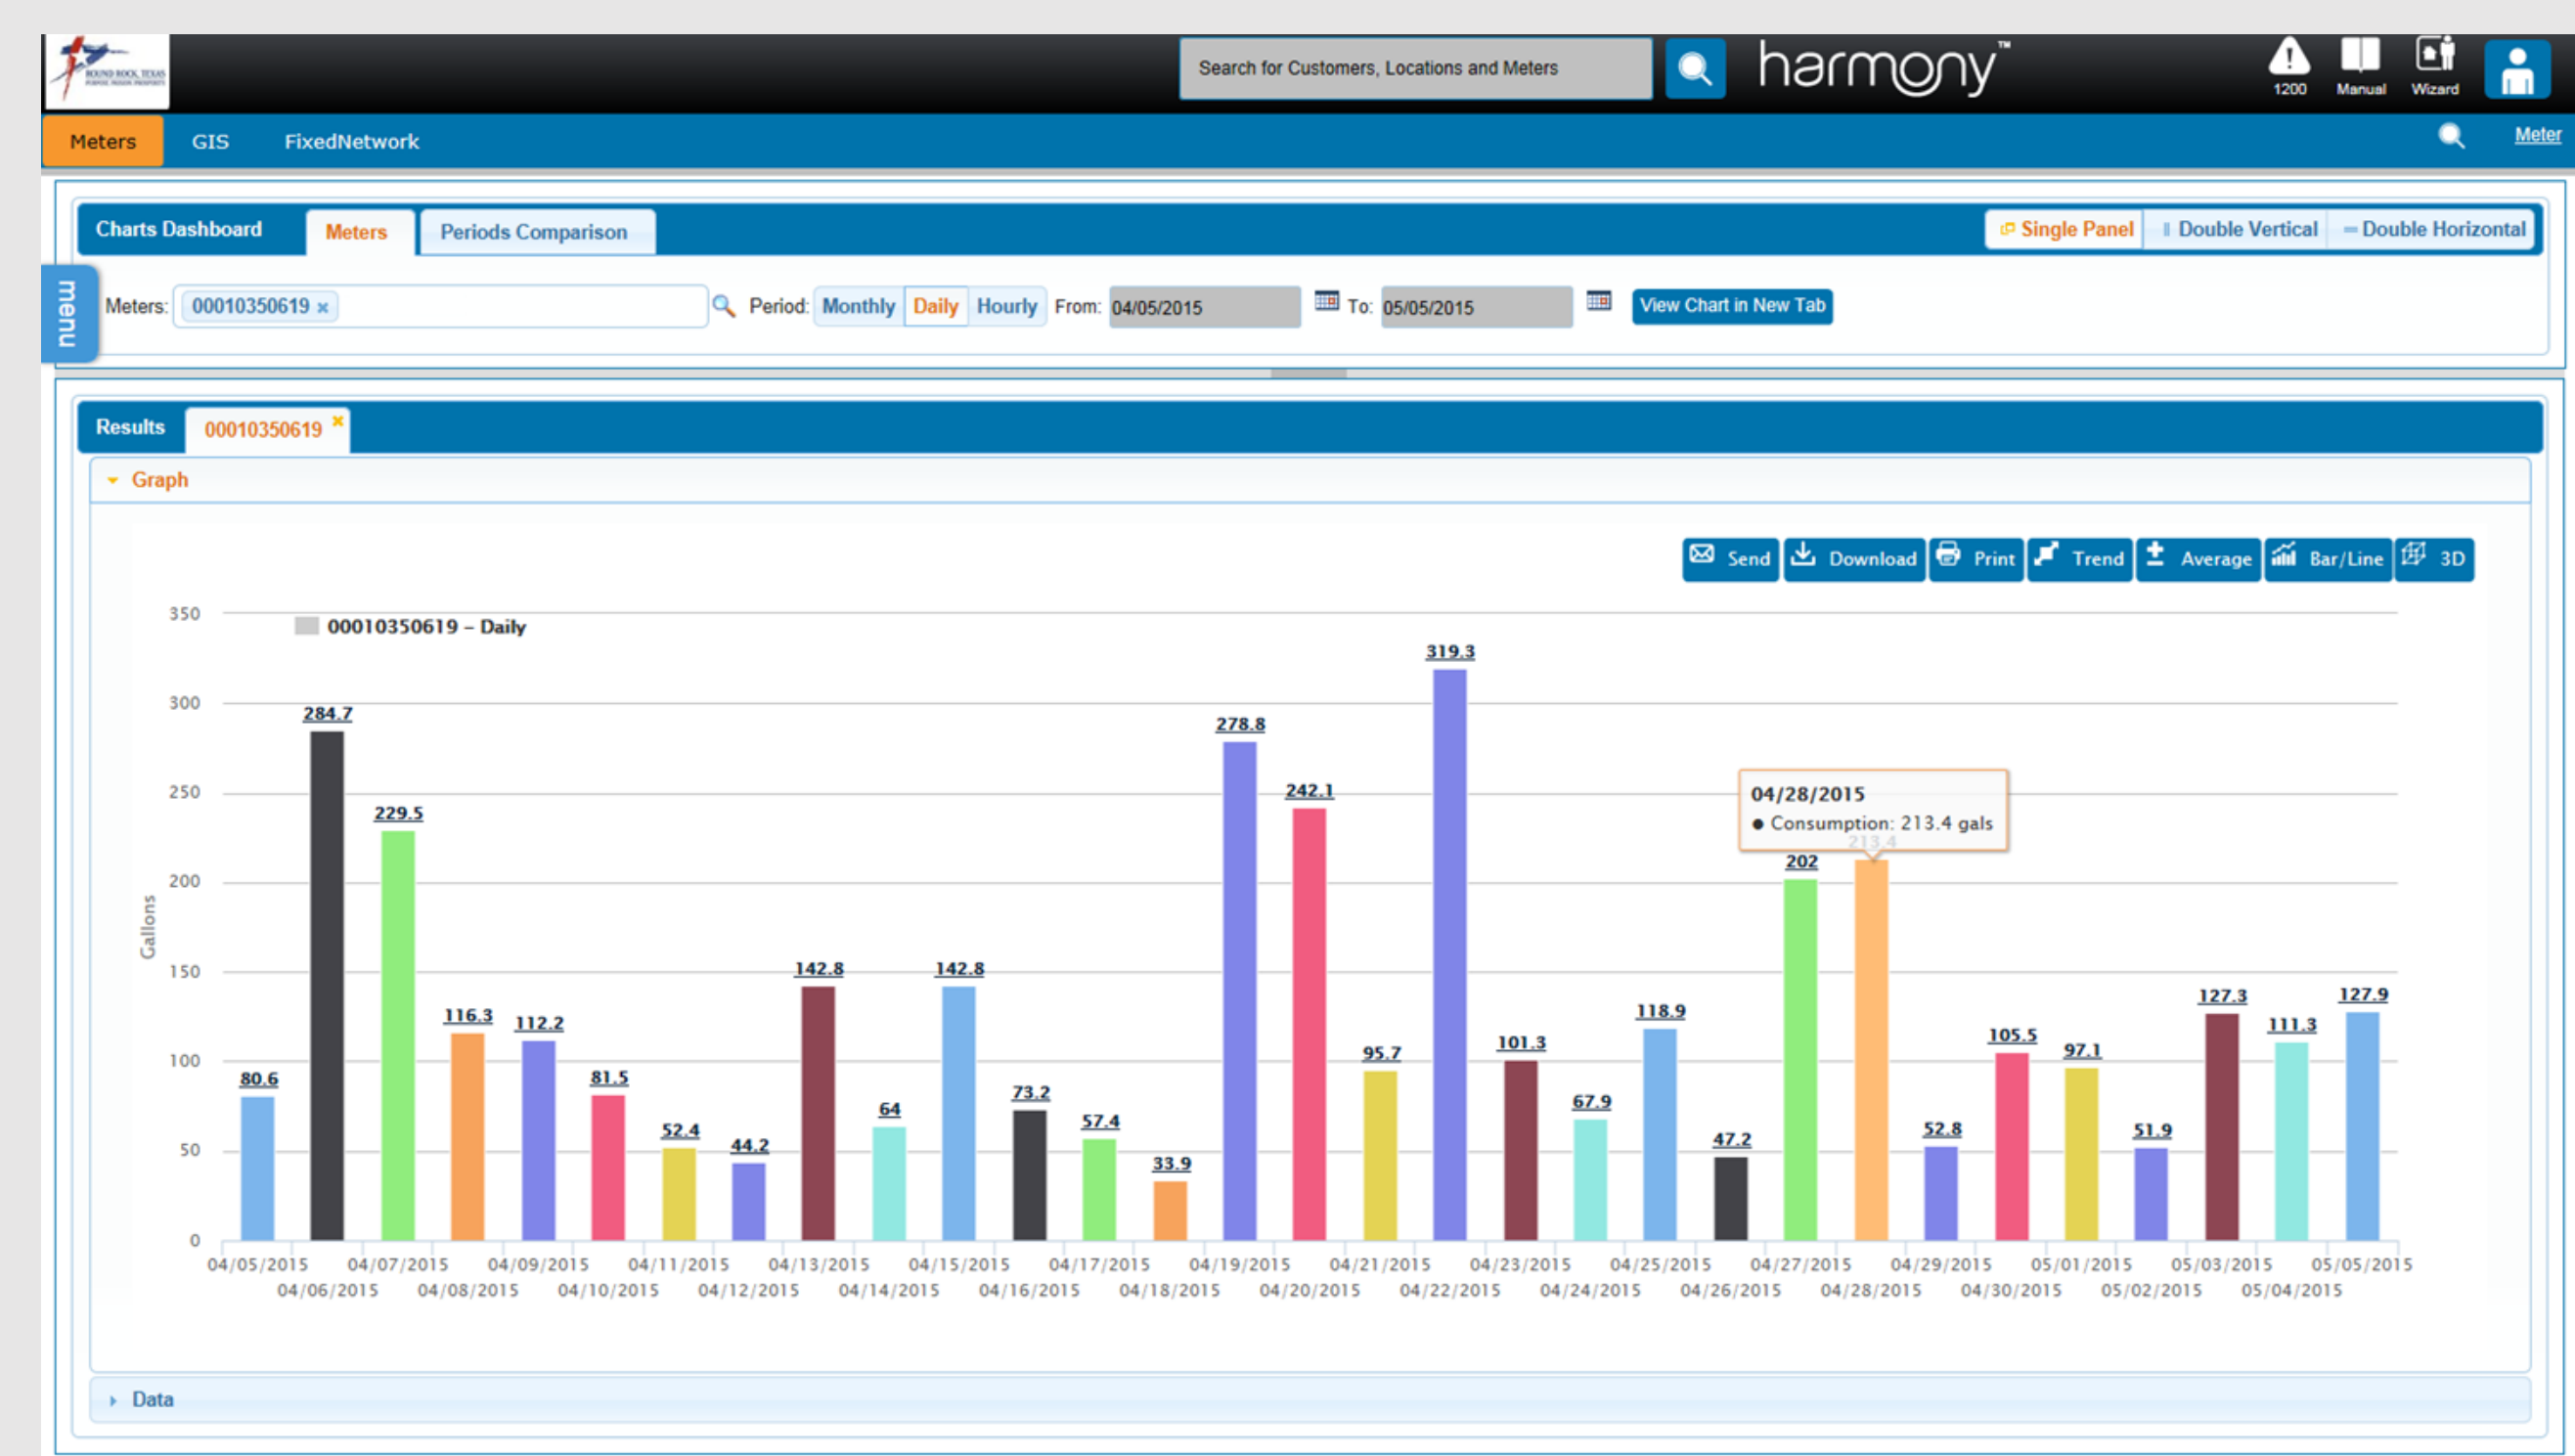 ROUND ROCK, TEXAS
PURPOSE. PASSION. PROSPERITY.
Search for Customers, Locations and Meters
harmony™
1200 Manual Wizard
Meters GIS FixedNetwork Meter
Charts Dashboard Meters Periods Comparison Single Panel Double Vertical Double Horizontal
menu
Meters: 00010350619 x Period: Monthly Daily Hourly From: 04/05/2015 To: 05/05/2015 View Chart in New Tab
Results 00010350619
Graph
Send Download Print Trend Average Bar/Line 3D
00010350619 – Daily
Gallons
350
300
250
200
150
100
50
0
80.6
284.7
229.5
116.3
112.2
81.5
52.4
44.2
142.8
64
142.8
73.2
57.4
33.9
278.8
242.1
95.7
319.3
101.3
67.9
118.9
47.2
202
04/28/2015
Consumption: 213.4 gals
213.4
52.8
105.5
97.1
51.9
127.3
111.3
127.9
04/05/2015 04/07/2015 04/09/2015 04/11/2015 04/13/2015 04/15/2015 04/17/2015 04/19/2015 04/21/2015 04/23/2015 04/25/2015 04/27/2015 04/29/2015 05/01/2015 05/03/2015 05/05/2015
04/06/2015 04/08/2015 04/10/2015 04/12/2015 04/14/2015 04/16/2015 04/18/2015 04/20/2015 04/22/2015 04/24/2015 04/26/2015 04/28/2015 04/30/2015 05/02/2015 05/04/2015
Data